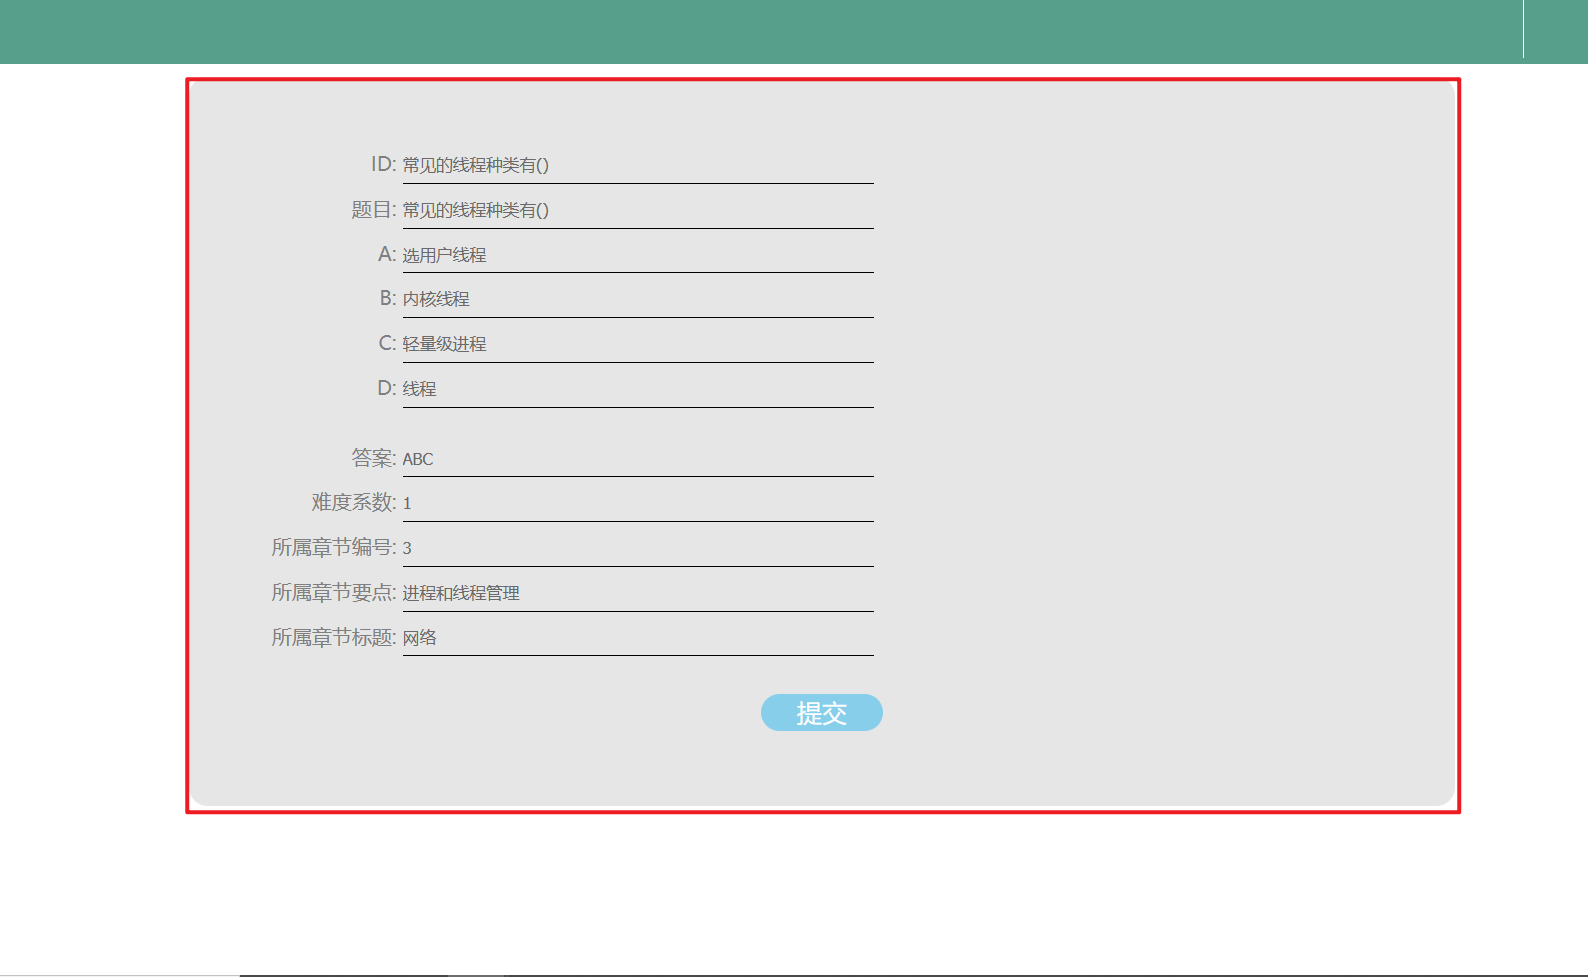 ID: 常见的线程种类有()
题目: 常见的线程种类有()
A: 选用户线程
B: 内核线程
C: 轻量级进程
D: 线程
答案: ABC
难度系数: 1
所属章节编号: 3
所属章节要点: 进程和线程管理
所属章节标题: 网络
提交